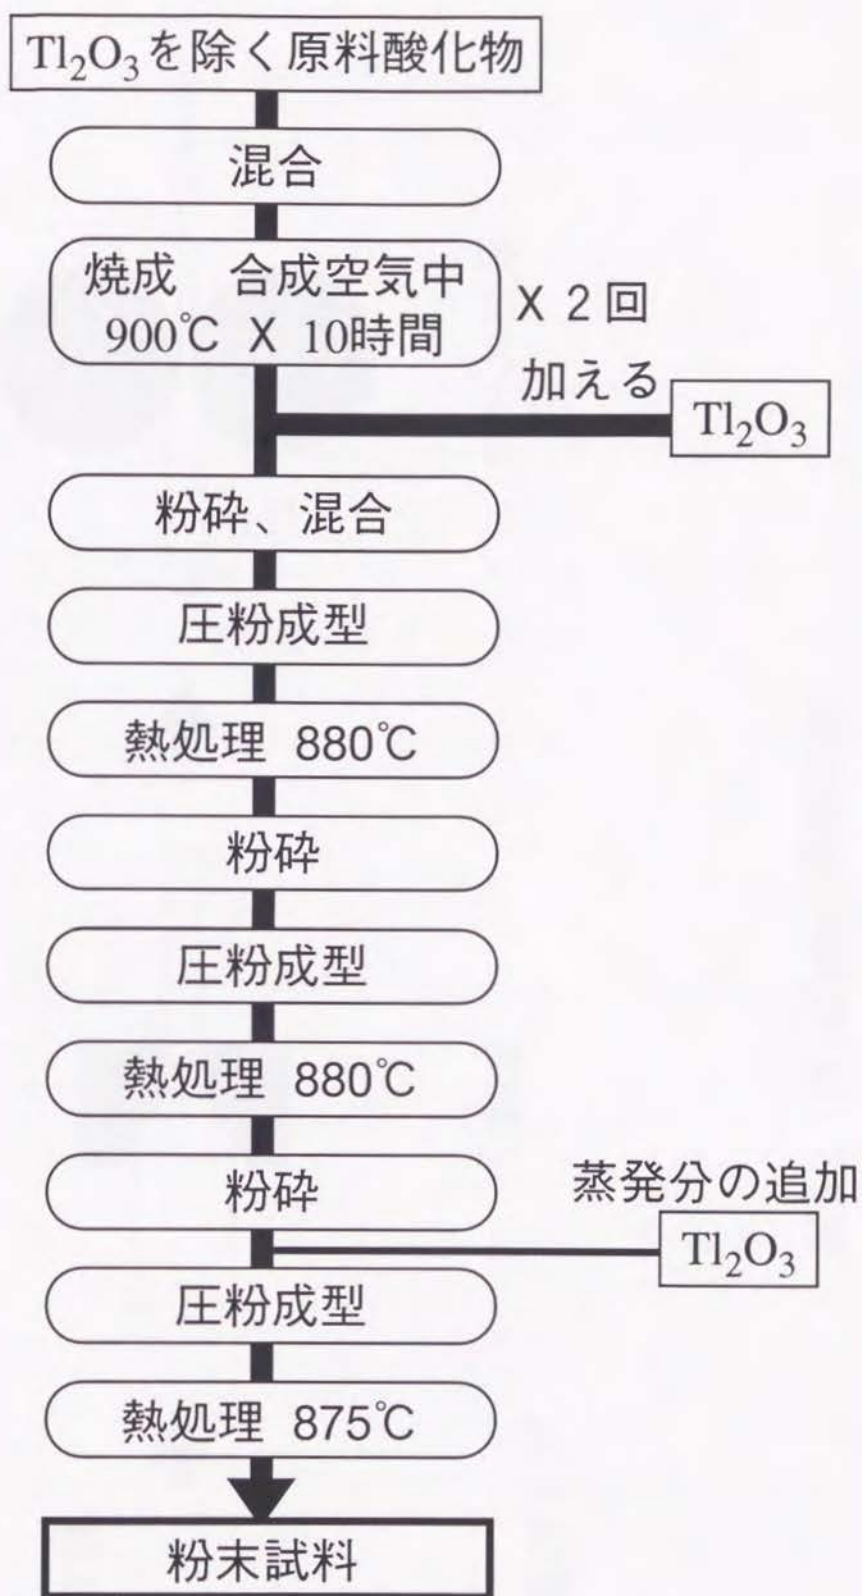 Tl₂O₃を除く原料酸化物
混合
焼成 合成空気中
900℃ X 10時間
X 2回
加える
Tl₂O₃
粉砕、混合
圧粉成型
熱処理 880℃
粉砕
圧粉成型
熱処理 880℃
粉砕
蒸発分の追加
Tl₂O₃
圧粉成型
熱処理 875℃
粉末試料